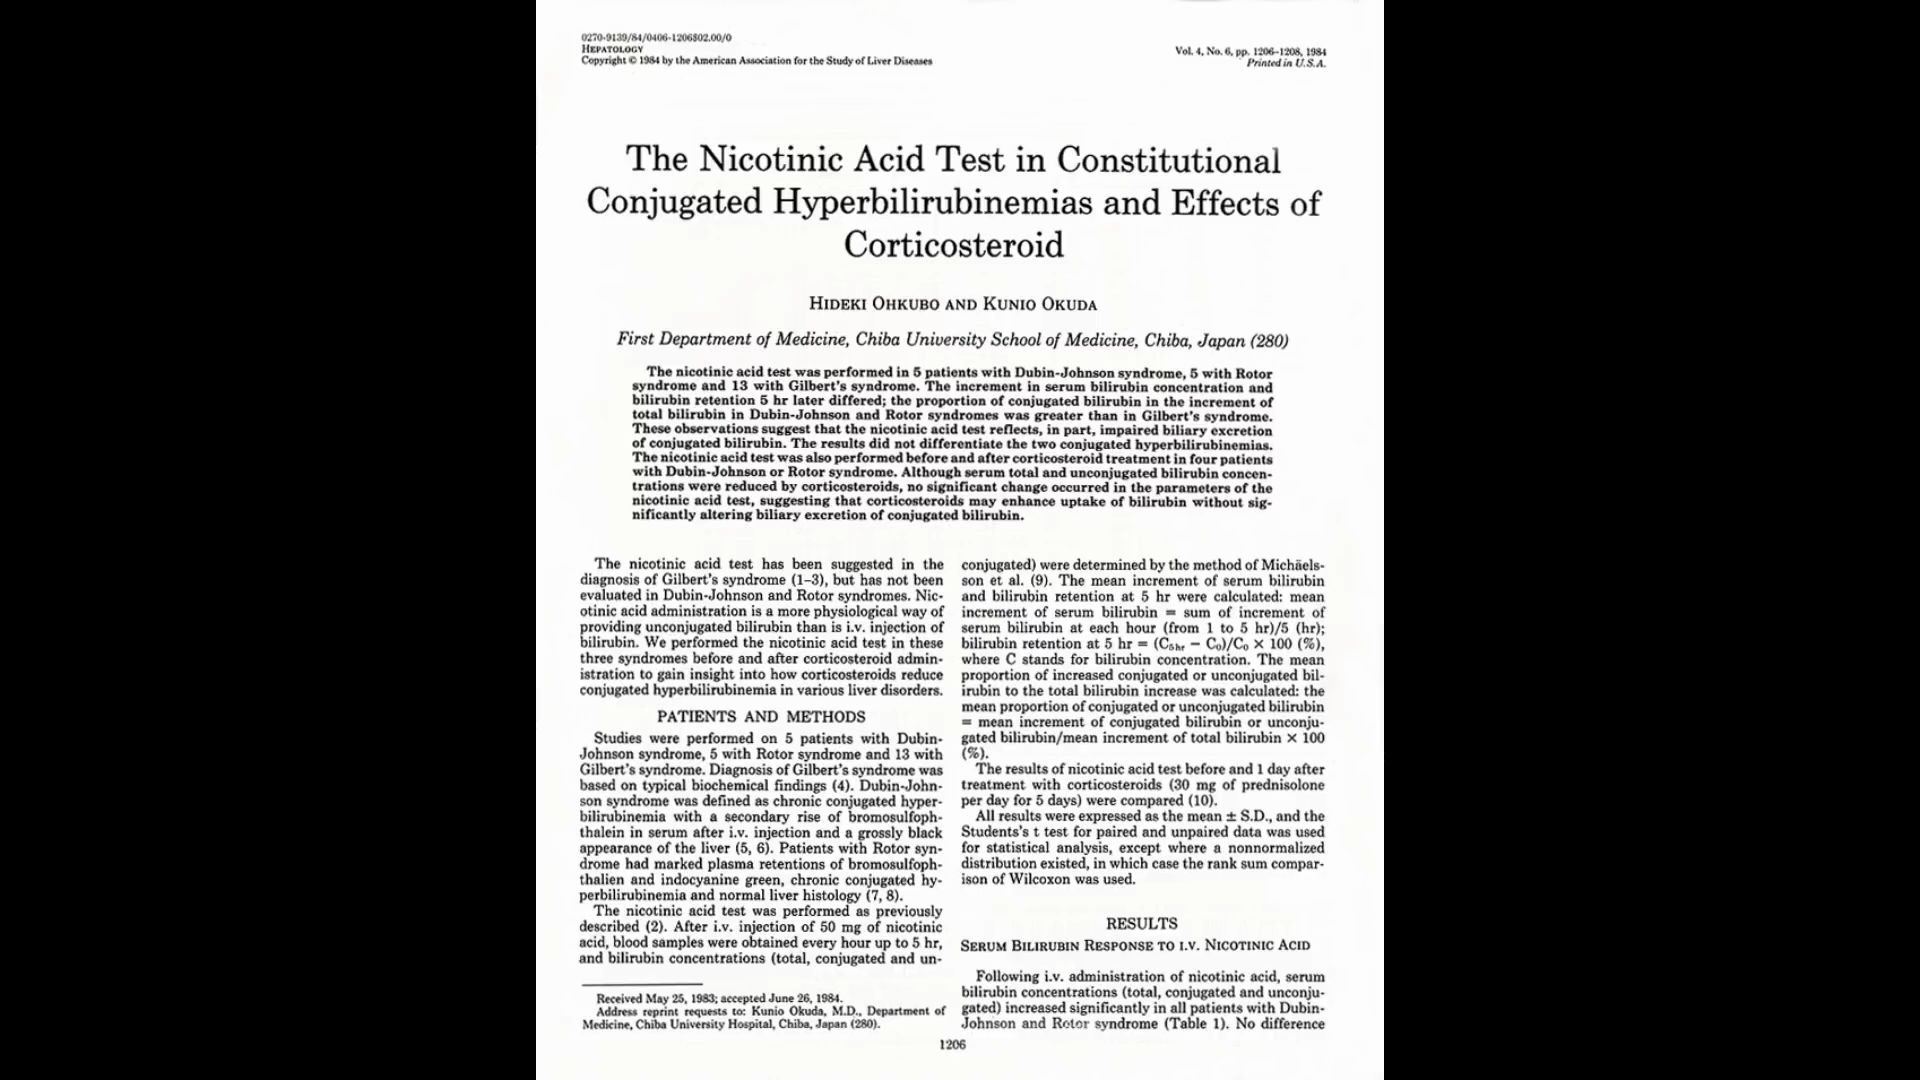 0270-9139/84/0406-1206$02.00/0
HEPATOLOGY
Copyright © 1984 by the American Association for the Study of Liver Diseases
Vol. 4, No. 6, pp. 1206–1208, 1984
Printed in U.S.A.
The Nicotinic Acid Test in Constitutional
Conjugated Hyperbilirubinemias and Effects of
Corticosteroid
HIDEKI OHKUBO AND KUNIO OKUDA
First Department of Medicine, Chiba University School of Medicine, Chiba, Japan (280)
The nicotinic acid test was performed in 5 patients with Dubin-Johnson syndrome, 5 with Rotor
syndrome and 13 with Gilbert's syndrome. The increment in serum bilirubin concentration and
bilirubin retention 5 hr later differed; the proportion of conjugated bilirubin in the increment of
total bilirubin in Dubin-Johnson and Rotor syndromes was greater than in Gilbert's syndrome.
These observations suggest that the nicotinic acid test reflects, in part, impaired biliary excretion
of conjugated bilirubin. The results did not differentiate the two conjugated hyperbilirubinemias.
The nicotinic acid test was also performed before and after corticosteroid treatment in four patients
with Dubin-Johnson or Rotor syndrome. Although serum total and unconjugated bilirubin concen-
trations were reduced by corticosteroids, no significant change occurred in the parameters of the
nicotinic acid test, suggesting that corticosteroids may enhance uptake of bilirubin without sig-
nificantly altering biliary excretion of conjugated bilirubin.
The nicotinic acid test has been suggested in the
diagnosis of Gilbert's syndrome (1–3), but has not been
evaluated in Dubin-Johnson and Rotor syndromes. Nic-
otinic acid administration is a more physiological way of
providing unconjugated bilirubin than is i.v. injection of
bilirubin. We performed the nicotinic acid test in these
three syndromes before and after corticosteroid admin-
istration to gain insight into how corticosteroids reduce
conjugated hyperbilirubinemia in various liver disorders.
PATIENTS AND METHODS
Studies were performed on 5 patients with Dubin-
Johnson syndrome, 5 with Rotor syndrome and 13 with
Gilbert's syndrome. Diagnosis of Gilbert's syndrome was
based on typical biochemical findings (4). Dubin-John-
son syndrome was defined as chronic conjugated hyper-
bilirubinemia with a secondary rise of bromosulfoph-
thalein in serum after i.v. injection and a grossly black
appearance of the liver (5, 6). Patients with Rotor syn-
drome had marked plasma retentions of bromosulfoph-
thalien and indocyanine green, chronic conjugated hy-
perbilirubinemia and normal liver histology (7, 8).
The nicotinic acid test was performed as previously
described (2). After i.v. injection of 50 mg of nicotinic
acid, blood samples were obtained every hour up to 5 hr,
and bilirubin concentrations (total, conjugated and un-
Received May 25, 1983; accepted June 26, 1984.
Address reprint requests to: Kunio Okuda, M.D., Department of
Medicine, Chiba University Hospital, Chiba, Japan (280).
conjugated) were determined by the method of Michäels-
son et al. (9). The mean increment of serum bilirubin
and bilirubin retention at 5 hr were calculated: mean
increment of serum bilirubin = sum of increment of
serum bilirubin at each hour (from 1 to 5 hr)/5 (hr);
bilirubin retention at 5 hr = (C5hr − C0)/C0 × 100 (%),
where C stands for bilirubin concentration. The mean
proportion of increased conjugated or unconjugated bil-
irubin to the total bilirubin increase was calculated: the
mean proportion of conjugated or unconjugated bilirubin
= mean increment of conjugated bilirubin or unconju-
gated bilirubin/mean increment of total bilirubin × 100
(%).
The results of nicotinic acid test before and 1 day after
treatment with corticosteroids (30 mg of prednisolone
per day for 5 days) were compared (10).
All results were expressed as the mean ± S.D., and the
Students's t test for paired and unpaired data was used
for statistical analysis, except where a nonnormalized
distribution existed, in which case the rank sum compar-
ison of Wilcoxon was used.
RESULTS
SERUM BILIRUBIN RESPONSE TO I.V. NICOTINIC ACID
Following i.v. administration of nicotinic acid, serum
bilirubin concentrations (total, conjugated and unconju-
gated) increased significantly in all patients with Dubin-
Johnson and Rotor syndrome (Table 1). No difference
1206